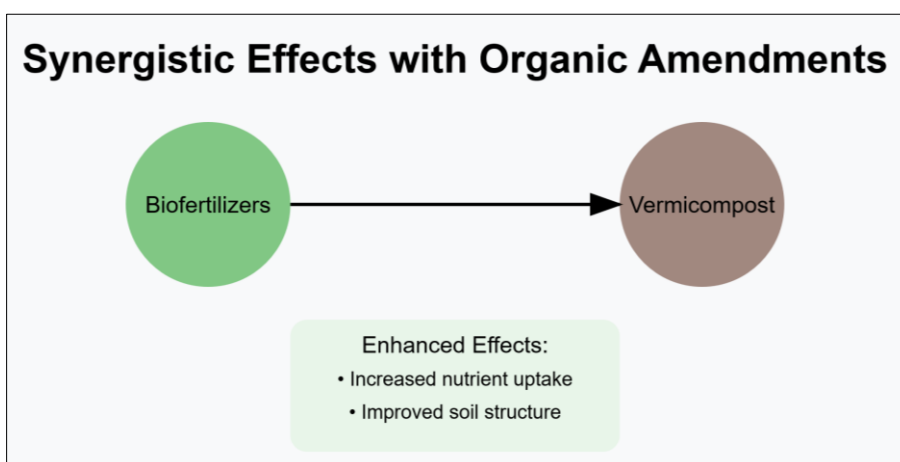 Synergistic Effects with Organic Amendments
Biofertilizers
Vermicompost
Enhanced Effects:
• Increased nutrient uptake
• Improved soil structure